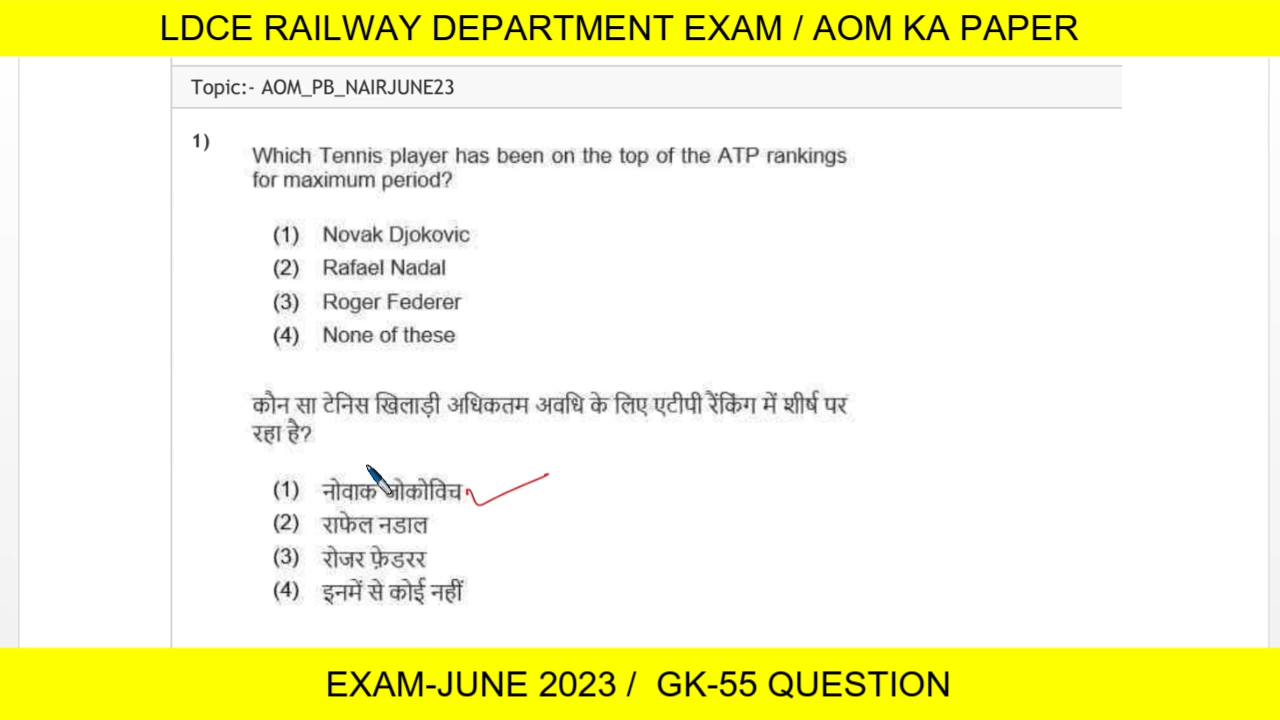 LDCE RAILWAY DEPARTMENT EXAM / AOM KA PAPER
Topic:- AOM_PB_NAIRJUNE23
1)
Which Tennis player has been on the top of the ATP rankings
for maximum period?
(1) Novak Djokovic
(2) Rafael Nadal
(3) Roger Federer
(4) None of these
कौन सा टेनिस खिलाड़ी अधिकतम अवधि के लिए एटीपी रैंकिंग में शीर्ष पर
रहा है?
(1) नोवाक जोकोविच
(2) राफेल नडाल
(3) रोजर फ़ेडरर
(4) इनमें से कोई नहीं
EXAM-JUNE 2023 / GK-55 QUESTION